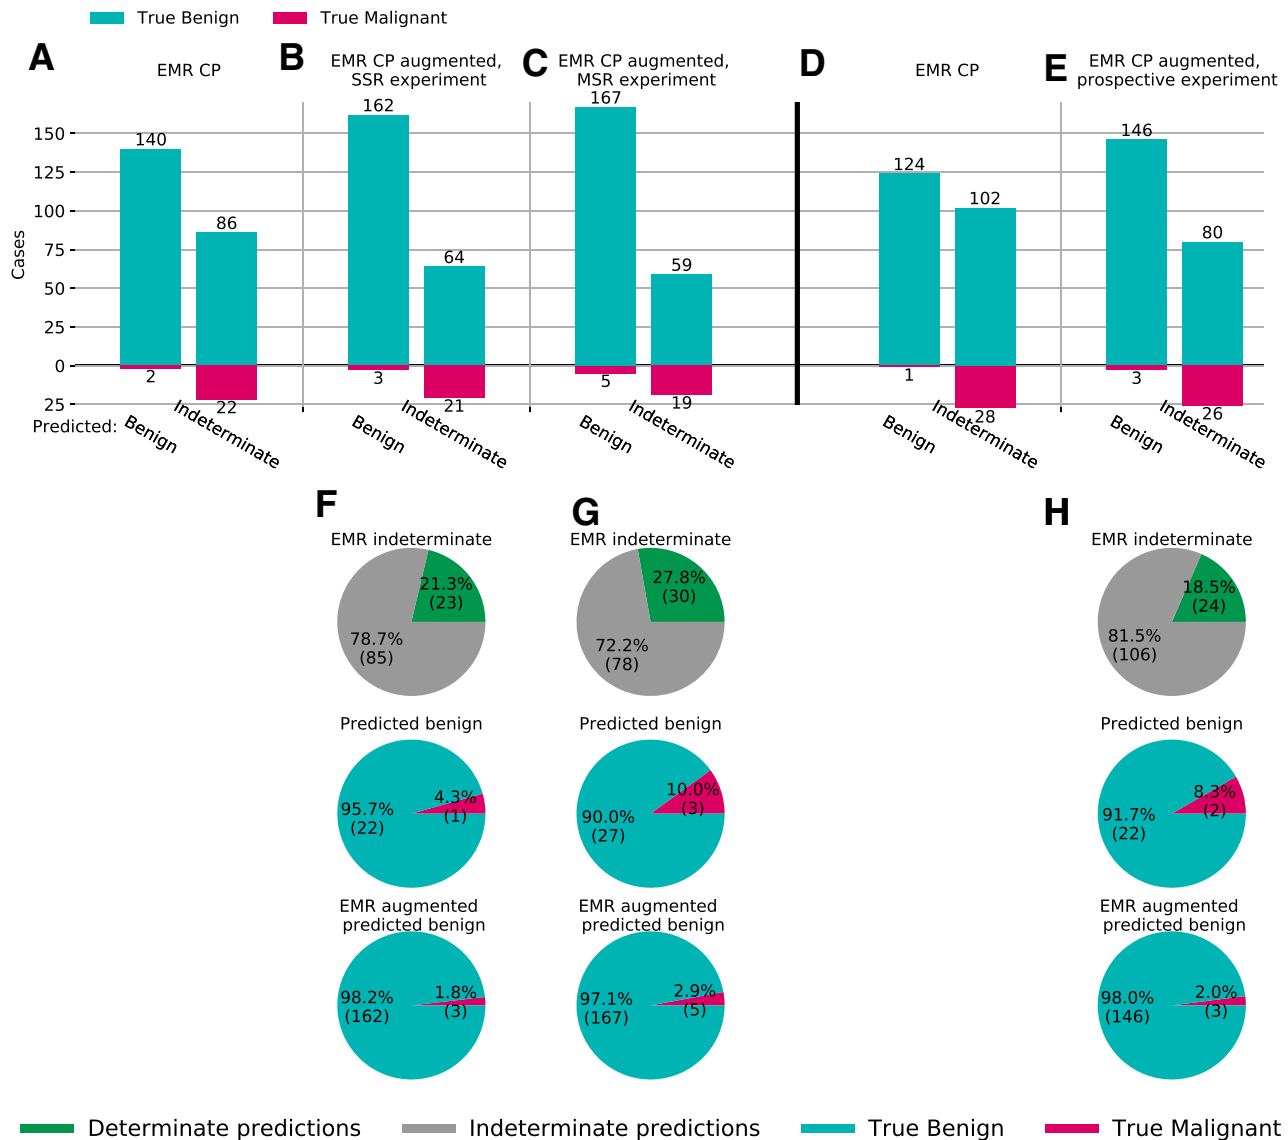 True Benign True Malignant
A EMR CP
B EMR CP augmented,
SSR experiment
C EMR CP augmented,
MSR experiment
D EMR CP
E EMR CP augmented,
prospective experiment
Cases
150
125
100
75
50
25
0
25
140 86 162 64 167 59 124 102 146 80
2 22 3 21 5 19 1 28 3 26
Predicted: Benign Indeterminate Benign Indeterminate Benign Indeterminate Benign Indeterminate Benign Indeterminate
F
EMR indeterminate
21.3%
(23)
78.7%
(85)
Predicted benign
4.3%
(1)
95.7%
(22)
EMR augmented
predicted benign
1.8%
(3)
98.2%
(162)
G
EMR indeterminate
27.8%
(30)
72.2%
(78)
Predicted benign
10.0%
(3)
90.0%
(27)
EMR augmented
predicted benign
2.9%
(5)
97.1%
(167)
H
EMR indeterminate
18.5%
(24)
81.5%
(106)
Predicted benign
8.3%
(2)
91.7%
(22)
EMR augmented
predicted benign
2.0%
(3)
98.0%
(146)
Determinate predictions Indeterminate predictions True Benign True Malignant